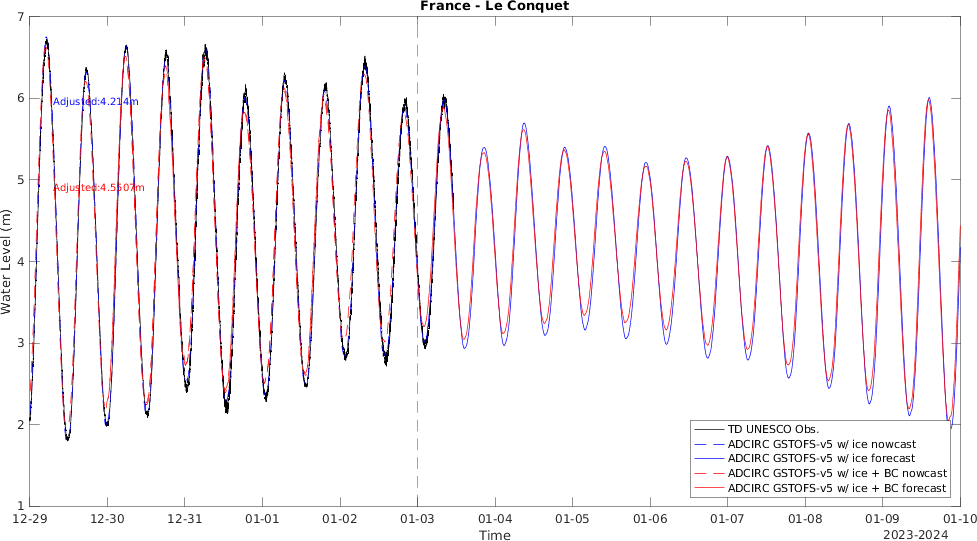 France - Le Conquet
7
6
5
4
3
2
1
Water Level (m)
Adjusted:4.214m
Adjusted:4.5507m
TD UNESCO Obs.
ADCIRC GSTOFS-v5 w/ ice nowcast
ADCIRC GSTOFS-v5 w/ ice forecast
ADCIRC GSTOFS-v5 w/ ice + BC nowcast
ADCIRC GSTOFS-v5 w/ ice + BC forecast
12-29 12-30 12-31 01-01 01-02 01-03 01-04 01-05 01-06 01-07 01-08 01-09 01-10
Time
2023-2024